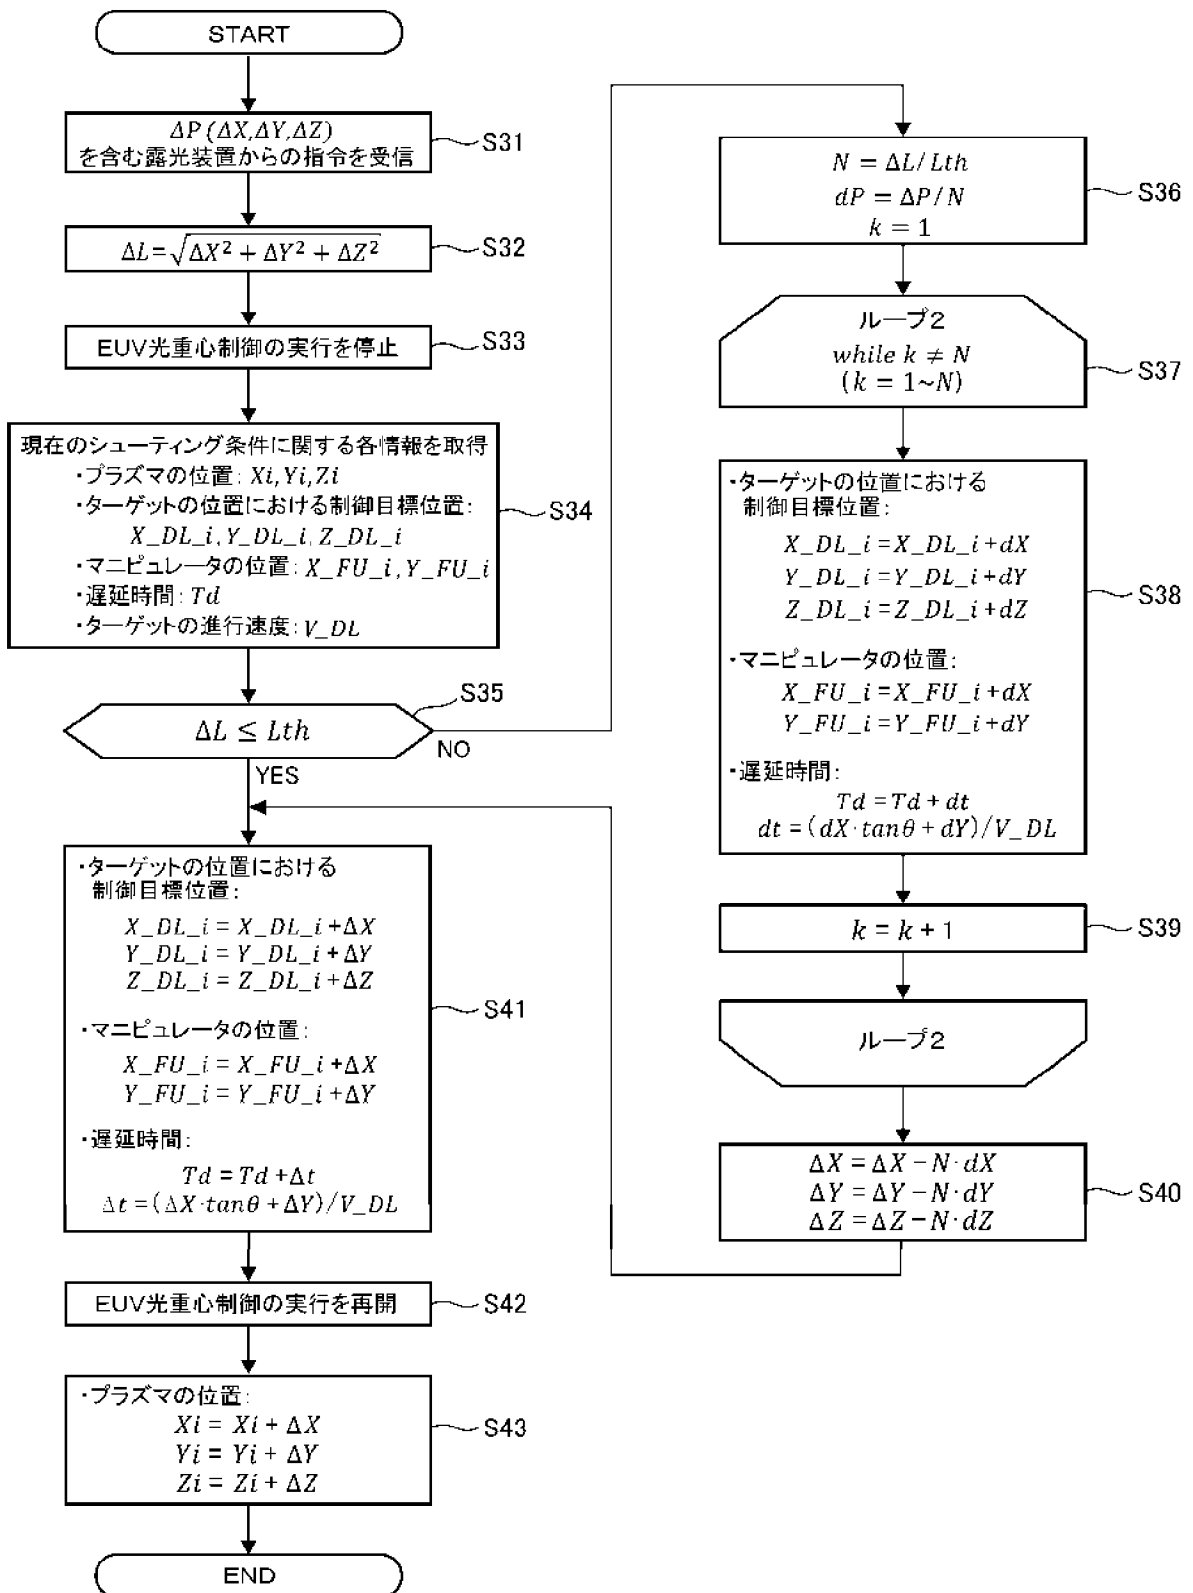 START
ΔP(ΔX,ΔY,ΔZ)
を含む露光装置からの指令を受信
S31
ΔL=√ΔX² + ΔY² + ΔZ²
S32
EUV光重心制御の実行を停止
S33
現在のシューティング条件に関する各情報を取得
・プラズマの位置: Xi,Yi,Zi
・ターゲットの位置における制御目標位置:
X_DL_i,Y_DL_i,Z_DL_i
・マニピュレータの位置: X_FU_i,Y_FU_i
・遅延時間: Td
・ターゲットの進行速度: V_DL
S34
S35
ΔL ≤ Lth
NO
YES
N = ΔL/Lth
dP = ΔP/N
k = 1
S36
ループ2
while k ≠ N
(k = 1~N)
S37
・ターゲットの位置における
制御目標位置:
X_DL_i=X_DL_i+dX
Y_DL_i=Y_DL_i+dY
Z_DL_i=Z_DL_i+dZ
・マニピュレータの位置:
X_FU_i=X_FU_i+dX
Y_FU_i=Y_FU_i+dY
・遅延時間:
Td = Td + dt
dt = (dX·tanθ + dY)/V_DL
S38
k = k + 1
S39
ループ2
ΔX = ΔX − N·dX
ΔY = ΔY − N·dY
ΔZ = ΔZ − N·dZ
S40
・ターゲットの位置における
制御目標位置:
X_DL_i = X_DL_i +ΔX
Y_DL_i = Y_DL_i +ΔY
Z_DL_i = Z_DL_i +ΔZ
・マニピュレータの位置:
X_FU_i = X_FU_i +ΔX
Y_FU_i = Y_FU_i +ΔY
・遅延時間:
Td = Td +Δt
Δt = (ΔX·tanθ +ΔY)/V_DL
S41
EUV光重心制御の実行を再開
S42
・プラズマの位置:
Xi = Xi + ΔX
Yi = Yi + ΔY
Zi = Zi + ΔZ
S43
END